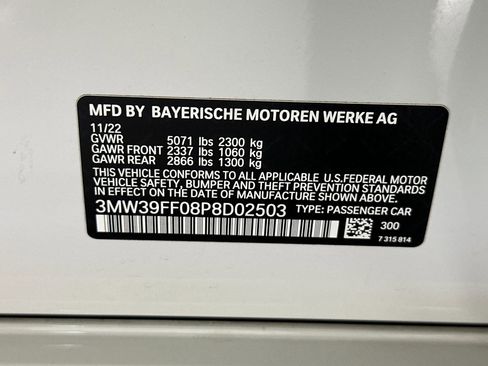 MFD BY BAYERISCHE MOTOREN WERKE AG
11/22
GVWR 5071 lbs 2300 kg
GAWR FRONT 2337 lbs 1060 kg
GAWR REAR 2866 lbs 1300 kg
THIS VEHICLE CONFORMS TO ALL APPLICABLE U.S.FEDERAL MOTOR
VEHICLE SAFETY, BUMPER AND THEFT PREVENTION STANDARDS IN
EFFECT ON THE DATE OF MANUFACTURE SHOWN ABOVE.
3MW39FF08P8D02503 TYPE: PASSENGER CAR
300
7 315 814